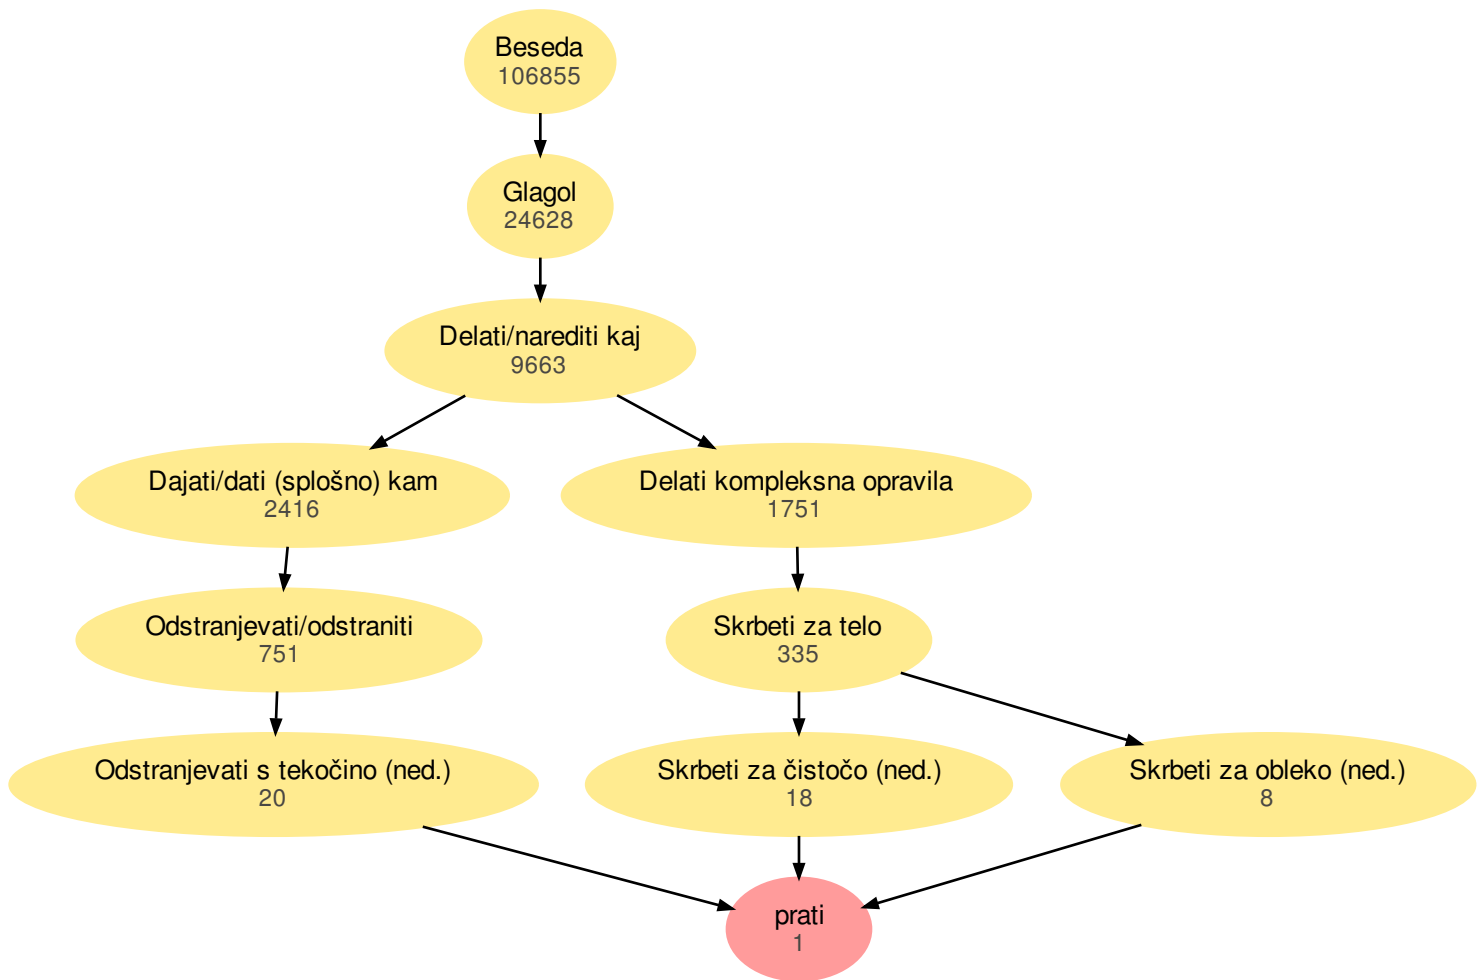 Beseda
106855
Glagol
24628
Delati/narediti kaj
9663
Dajati/dati (splošno) kam
2416
Delati kompleksna opravila
1751
Odstranjevati/odstraniti
751
Skrbeti za telo
335
Odstranjevati s tekočino (ned.)
20
Skrbeti za čistočo (ned.)
18
Skrbeti za obleko (ned.)
8
prati
1